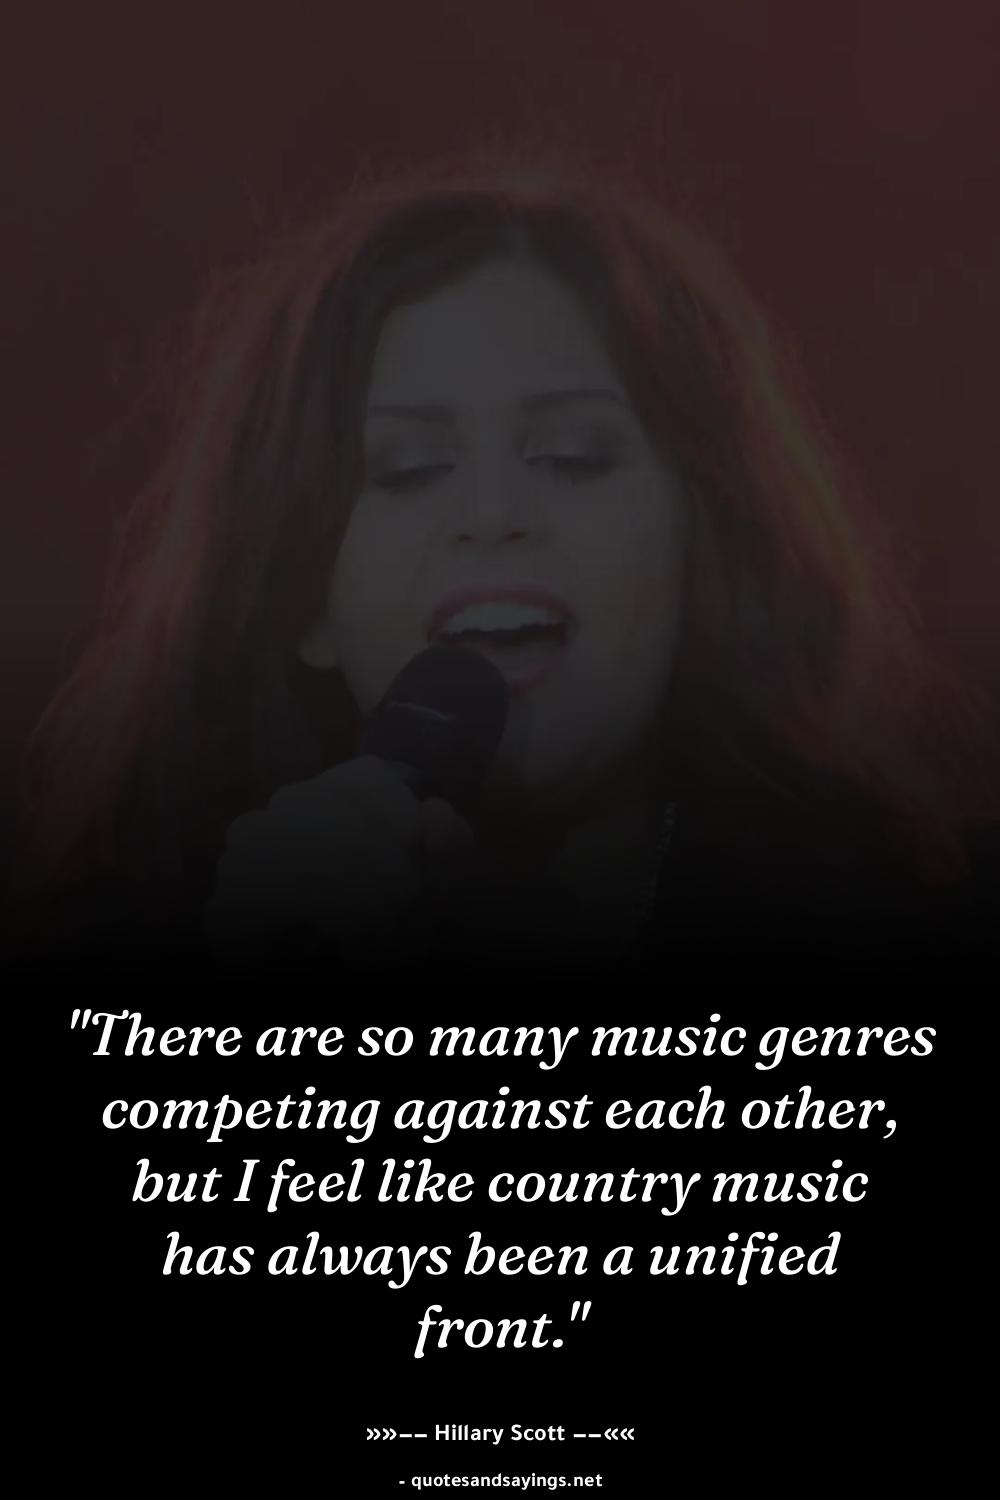 "There are so many music genres
competing against each other,
but I feel like country music
has always been a unified
front."
»»–– Hillary Scott ––««
- quotesandsayings.net